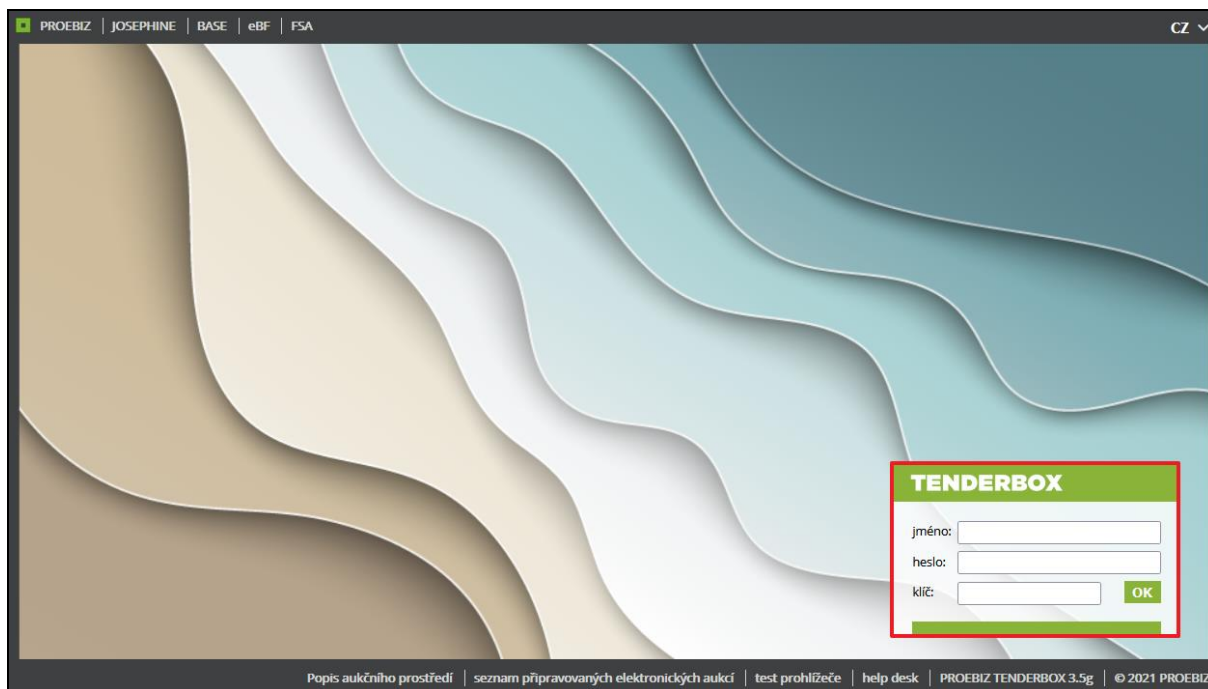 PROEBIZ | JOSEPHINE | BASE | eBF | FSA
CZ
TENDERBOX
jméno:
heslo:
klíč:
OK
Popis aukčního prostředí | seznam připravovaných elektronických aukcí | test prohlížeče | help desk | PROEBIZ TENDERBOX 3.5g | © 2021 PROEBIZ